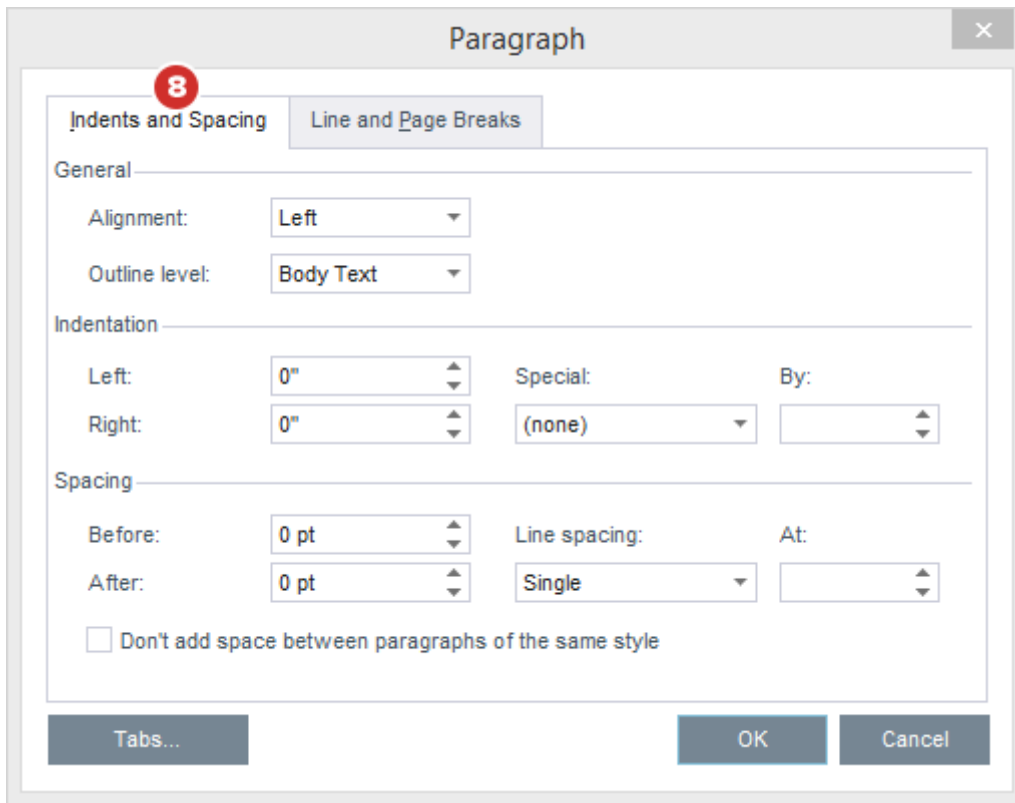 Paragraph
8
Indents and Spacing Line and Page Breaks
General
Alignment: Left
Outline level: Body Text
Indentation
Left: 0" Special: By:
Right: 0" (none)
Spacing
Before: 0 pt Line spacing: At:
After: 0 pt Single
Don't add space between paragraphs of the same style
Tabs... OK Cancel